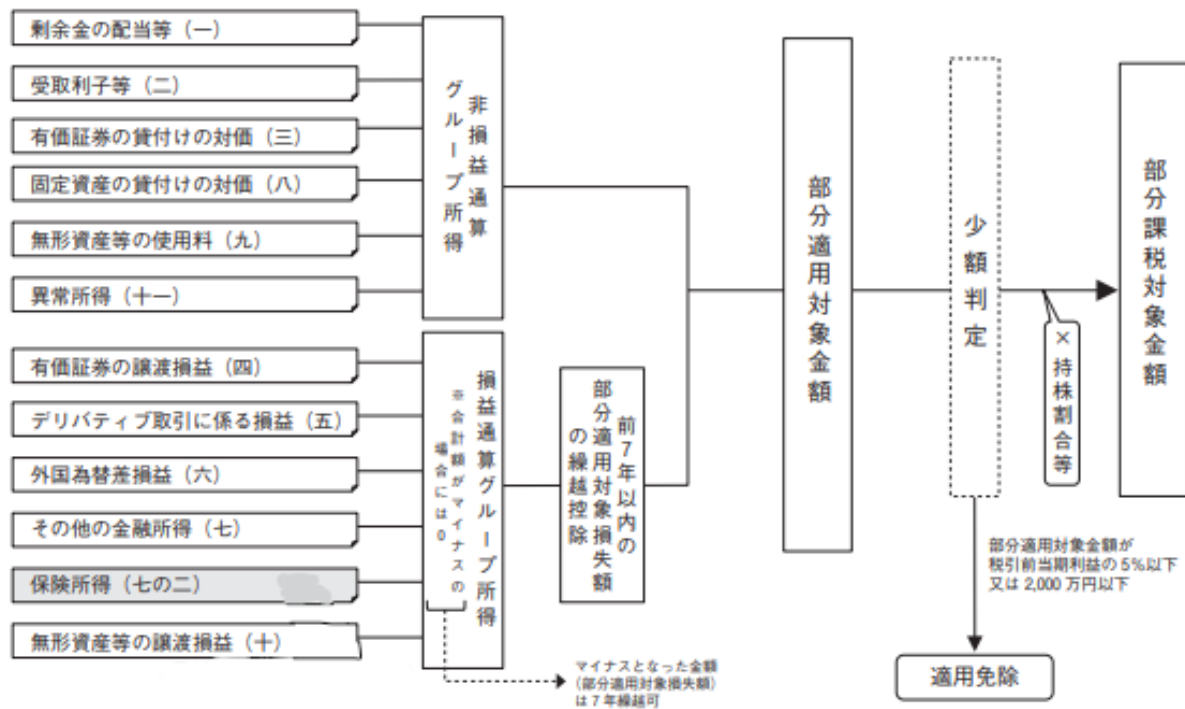 剰余金の配当等（一）
受取利子等（二）
有価証券の貸付けの対価（三）
固定資産の貸付けの対価（八）
無形資産等の使用料（九）
異常所得（十一）
非損益通算
グループ所得
有価証券の譲渡損益（四）
デリバティブ取引に係る損益（五）
外国為替差損益（六）
その他の金融所得（七）
保険所得（七の二）
無形資産等の譲渡損益（十）
損益通算グループ所得
※合計額がマイナスの
場合には0
マイナスとなった金額
（部分適用対象損失額）
は７年繰越可
前７年以内の
部分適用対象損失額
の繰越控除
部分適用対象金額
少額判定
×持株割合等
部分課税対象金額
部分適用対象金額が
税引前当期利益の5％以下
又は2,000万円以下
適用免除